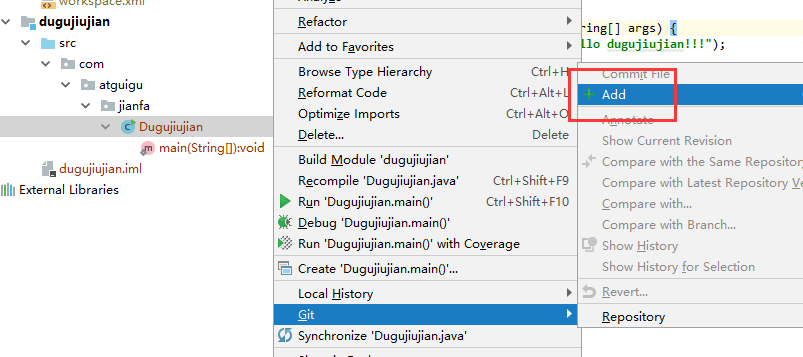 workspace.xml
dugujiujian
src
com
atguigu
jianfa
Dugujiujian
main(String[]):void
dugujiujian.iml
External Libraries
Refactor
Add to Favorites
Browse Type Hierarchy Ctrl+H
Reformat Code Ctrl+Alt+L
Optimize Imports Ctrl+Alt+O
Delete... Delete
Build Module 'dugujiujian'
Recompile 'Dugujiujian.java' Ctrl+Shift+F9
Run 'Dugujiujian.main()' Ctrl+Shift+F10
Debug 'Dugujiujian.main()'
Run 'Dugujiujian.main()' with Coverage
Create 'Dugujiujian.main()'...
Local History
Git
Synchronize 'Dugujiujian.java'
ring[] args) {
llo dugujiujian!!!");
Commit File
Add
Annotate
Show Current Revision
Compare with the Same Repository
Compare with Latest Repository Ve
Compare with...
Compare with Branch...
Show History
Show History for Selection
Revert...
Repository